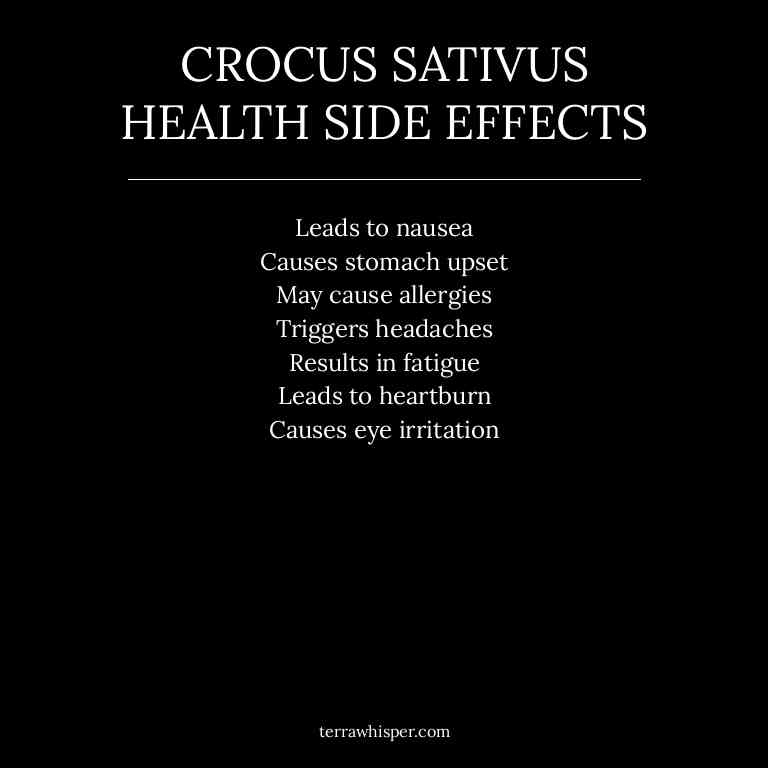 CROCUS SATIVUS
HEALTH SIDE EFFECTS
Leads to nausea
Causes stomach upset
May cause allergies
Triggers headaches
Results in fatigue
Leads to heartburn
Causes eye irritation
terrawhisper.com